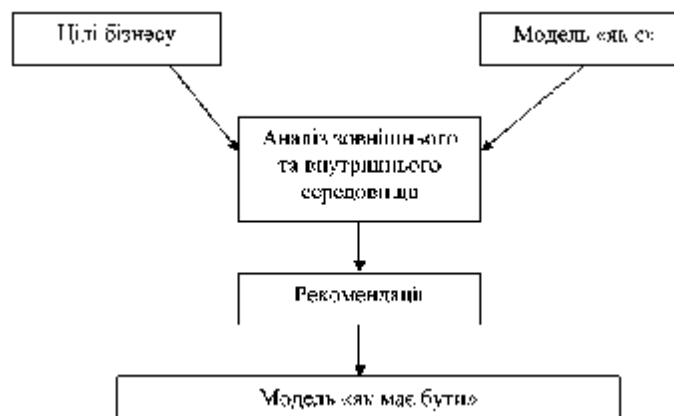 Цілі бізнесу
Модель «як є»
Аналіз зовнішнього
та внутрішнього
середовища
Рекомендації
Модель «як має бути»